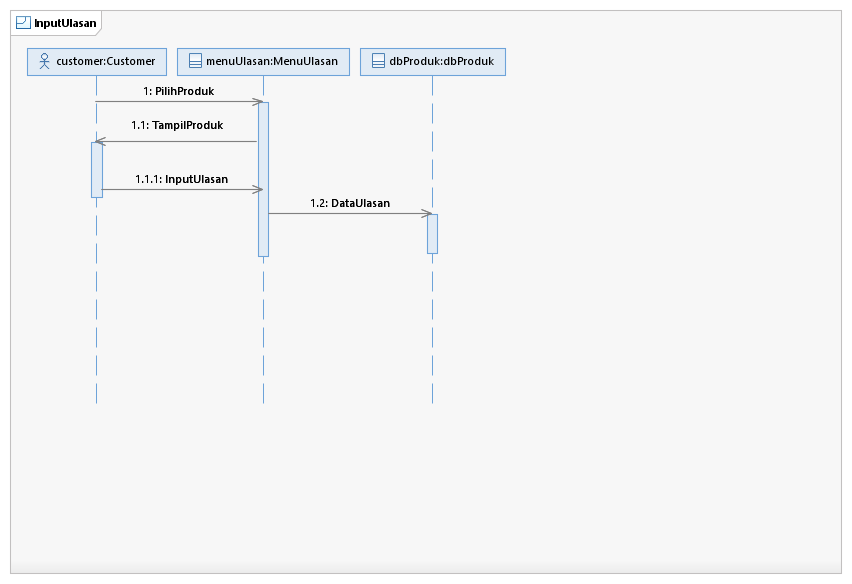 InputUlasan
customer:Customer
menuUlasan:MenuUlasan
dbProduk:dbProduk
1: PilihProduk
1.1: TampilProduk
1.1.1: InputUlasan
1.2: DataUlasan